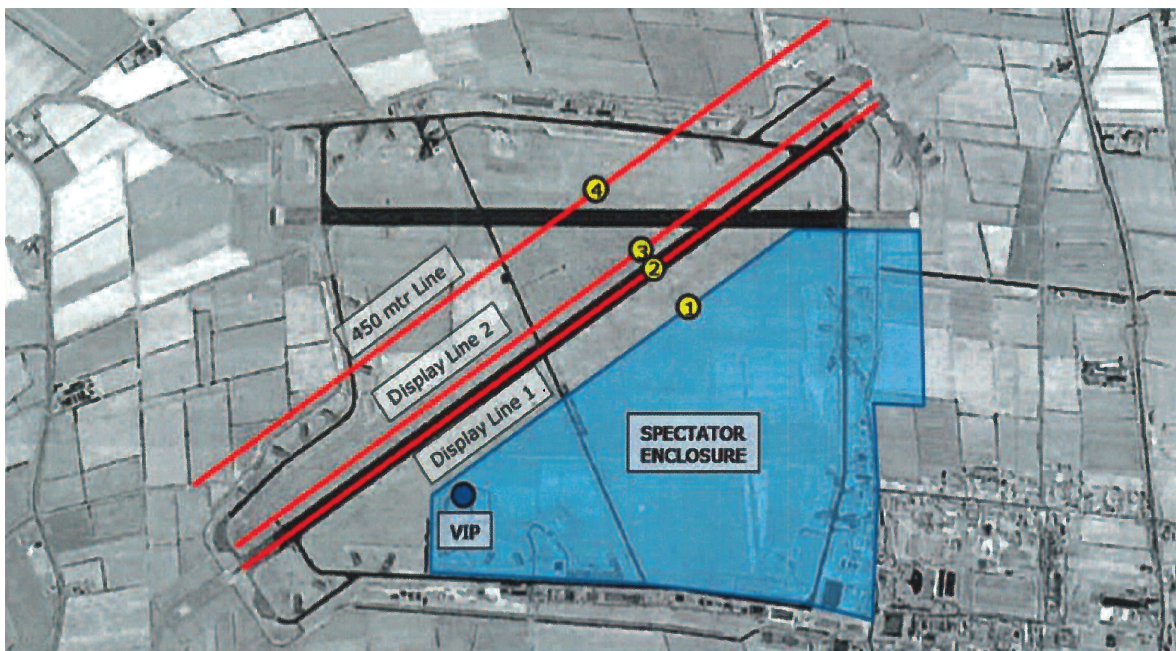 4
3
2
1
450 mtr Line
Display Line 2
Display Line 1
SPECTATOR
ENCLOSURE
VIP